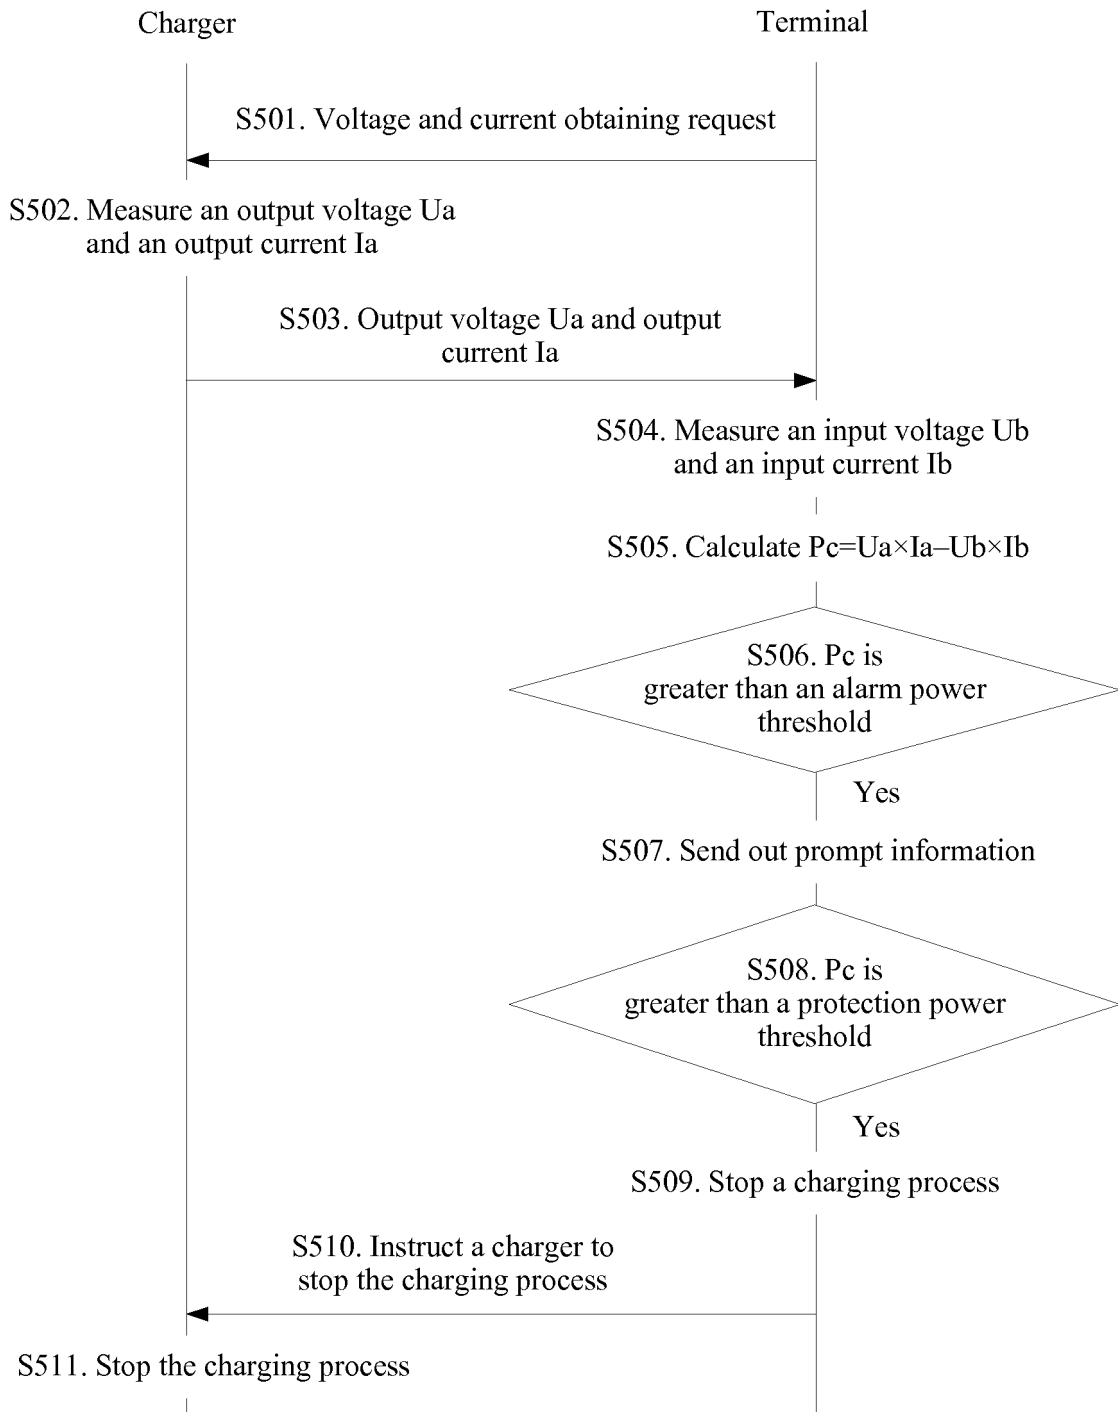 Charger
Terminal
S501. Voltage and current obtaining request
S502. Measure an output voltage Ua
and an output current Ia
S503. Output voltage Ua and output
current Ia
S504. Measure an input voltage Ub
and an input current Ib
S505. Calculate Pc=Ua×Ia–Ub×Ib
S506. Pc is
greater than an alarm power
threshold
Yes
S507. Send out prompt information
S508. Pc is
greater than a protection power
threshold
Yes
S509. Stop a charging process
S510. Instruct a charger to
stop the charging process
S511. Stop the charging process